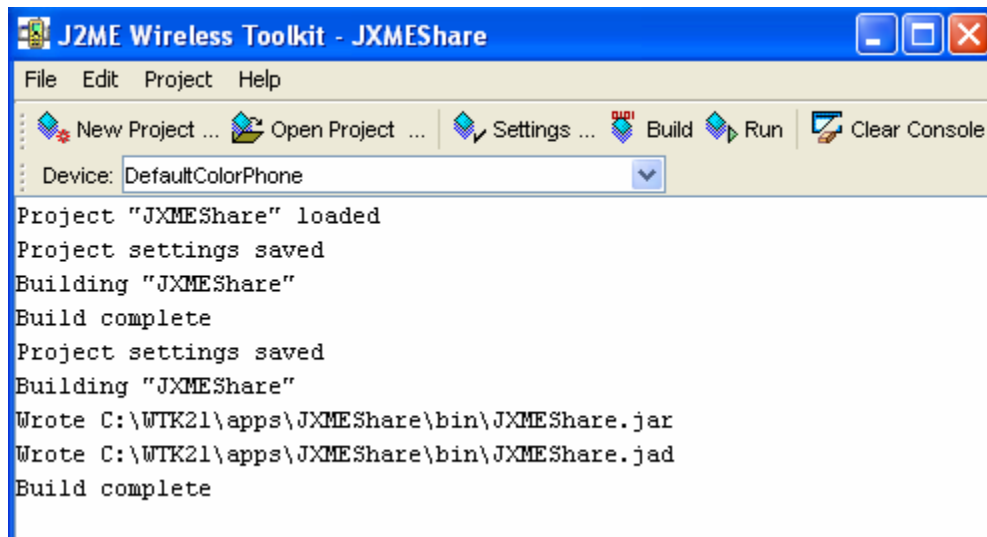 J2ME Wireless Toolkit - JXMEShare
File Edit Project Help
New Project ... Open Project ... Settings ... Build Run Clear Console
Device: DefaultColorPhone
Project "JXMEShare" loaded
Project settings saved
Building "JXMEShare"
Build complete
Project settings saved
Building "JXMEShare"
Wrote C:\WTK21\apps\JXMEShare\bin\JXMEShare.jar
Wrote C:\WTK21\apps\JXMEShare\bin\JXMEShare.jad
Build complete